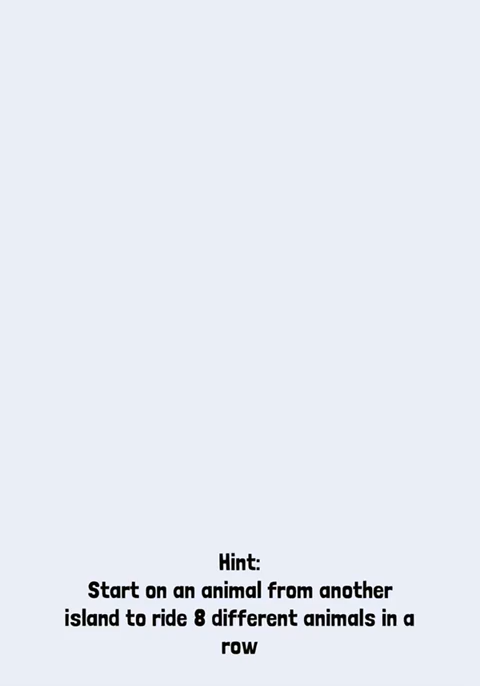 Hint:
Start on an animal from another
island to ride 8 different animals in a
row